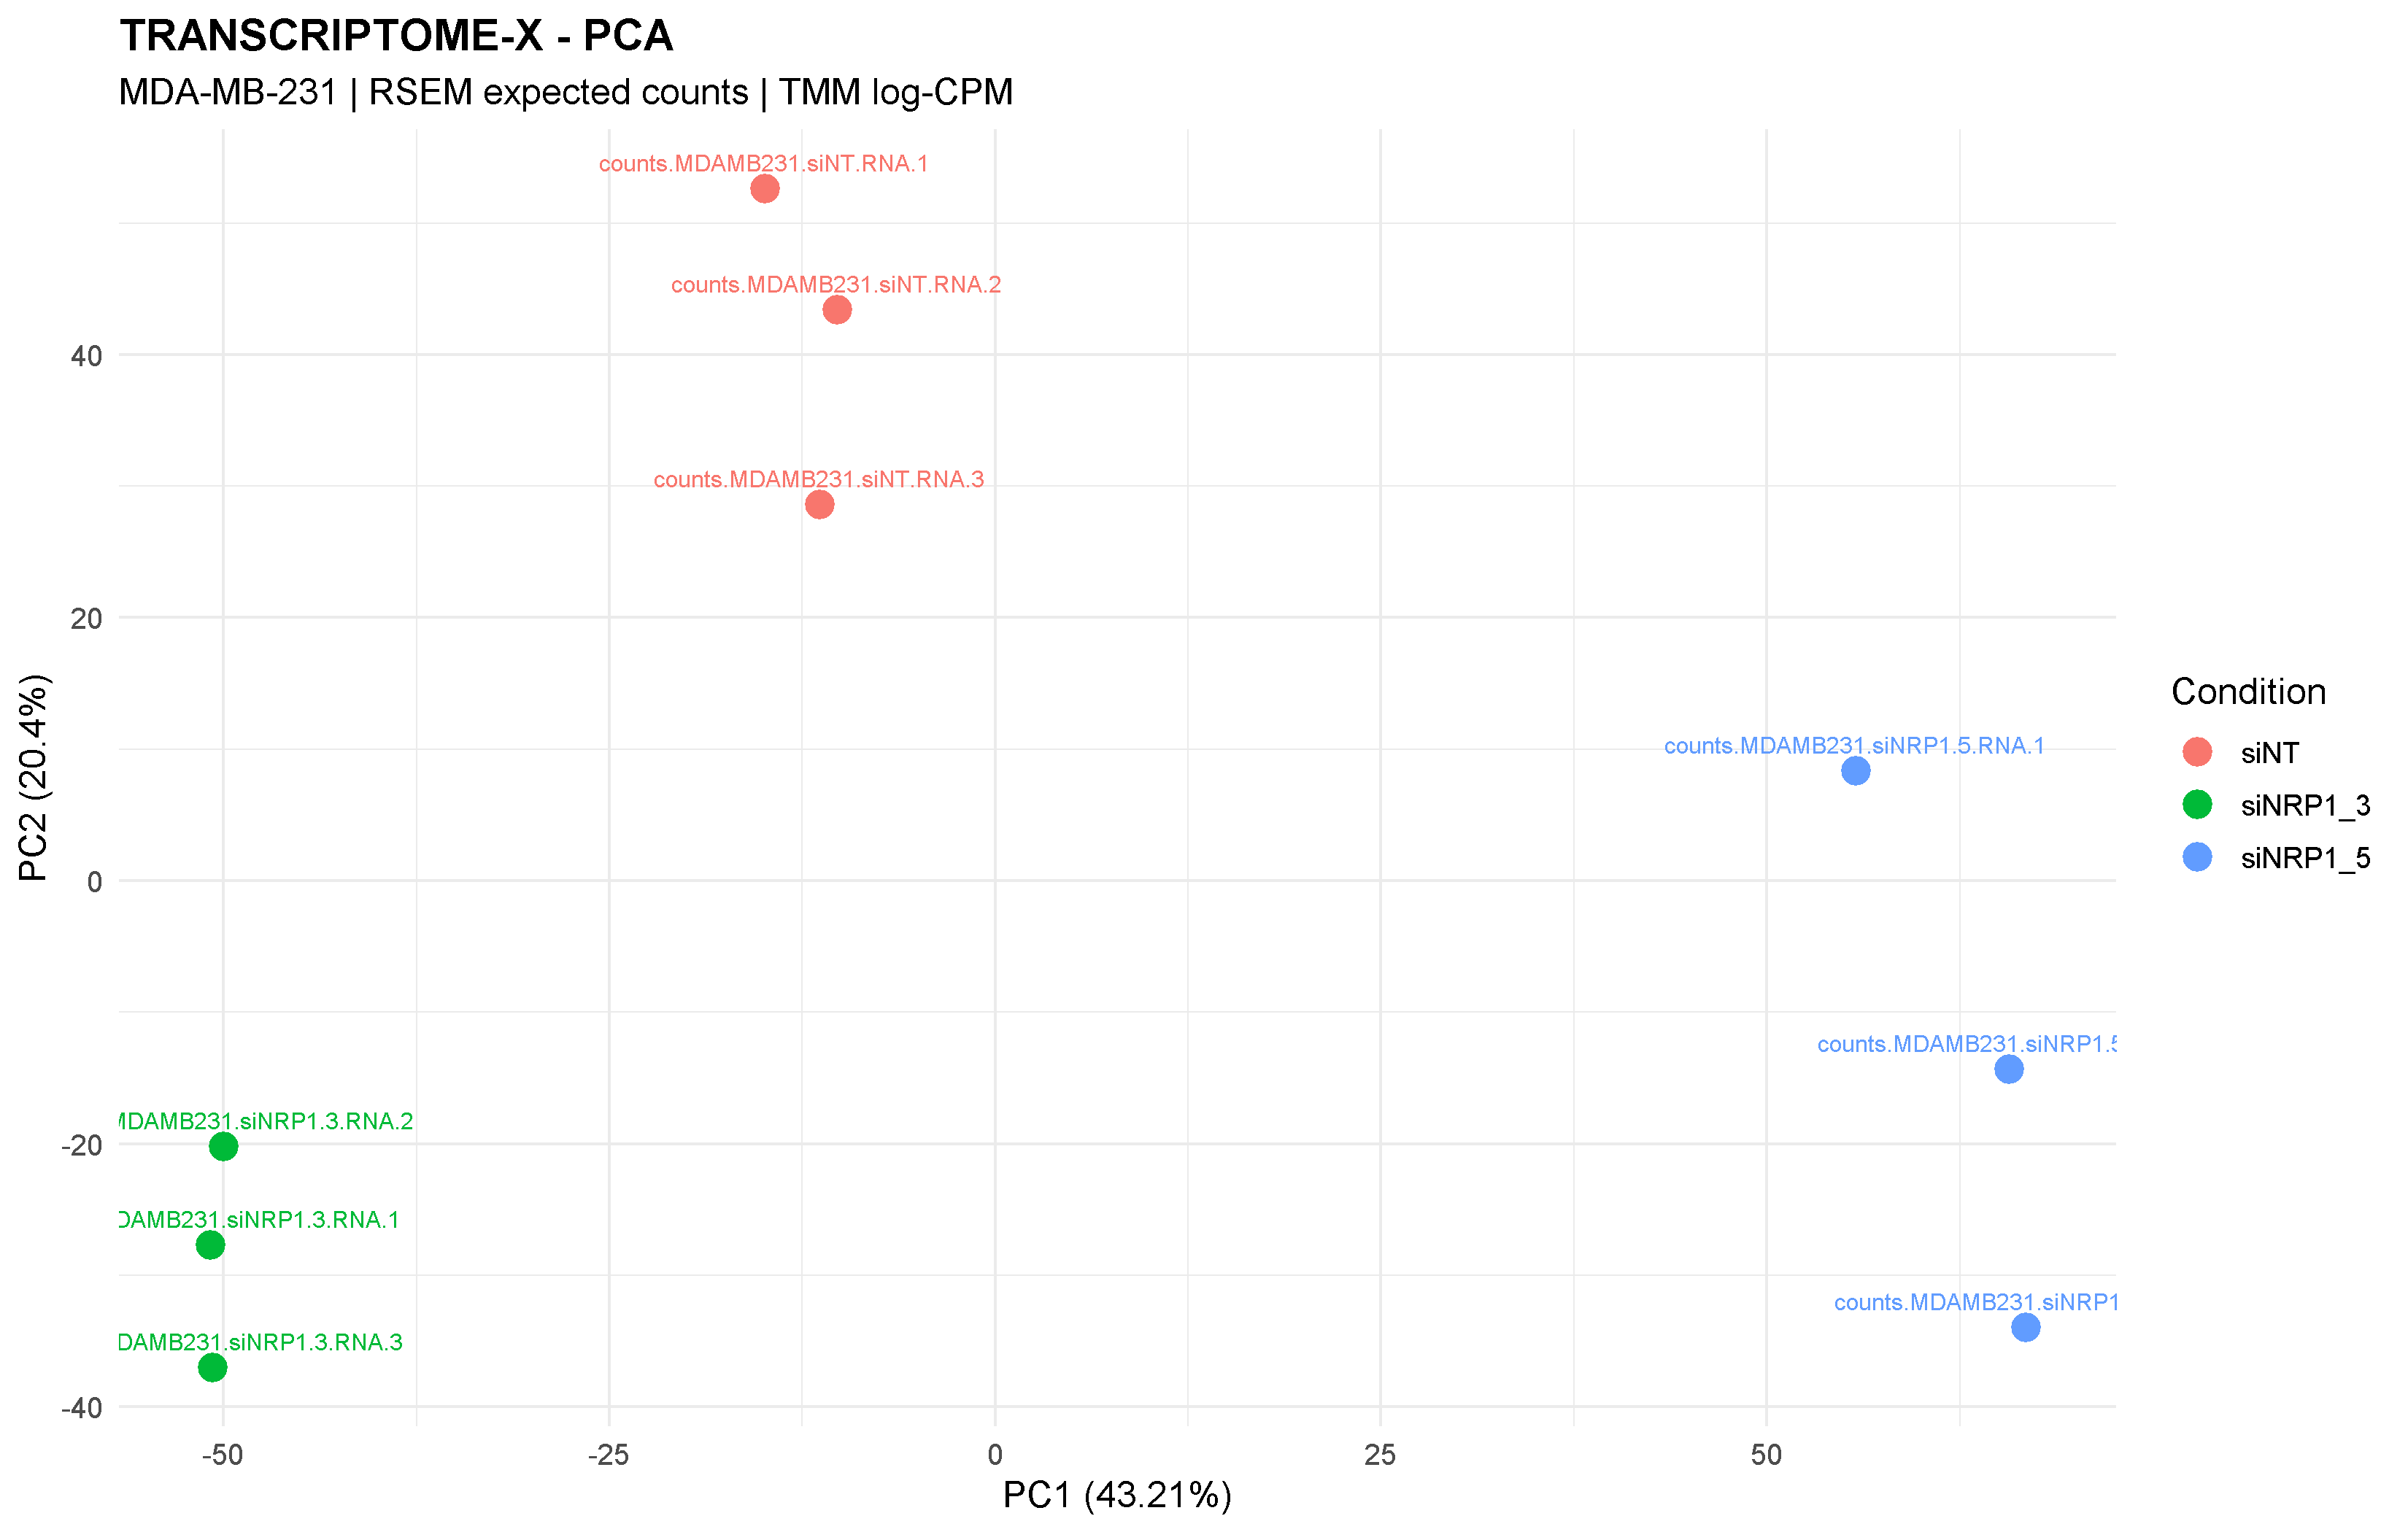 TRANSCRIPTOME-X - PCA
MDA-MB-231 | RSEM expected counts | TMM log-CPM
counts.MDAMB231.siNT.RNA.1
counts.MDAMB231.siNT.RNA.2
counts.MDAMB231.siNT.RNA.3
counts.MDAMB231.siNRP1.5.RNA.1
counts.MDAMB231.siNRP1.5
counts.MDAMB231.siNRP1
MDAMB231.siNRP1.3.RNA.2
DAMB231.siNRP1.3.RNA.1
DAMB231.siNRP1.3.RNA.3
40
20
0
-20
-40
PC2 (20.4%)
-50
-25
0
25
50
PC1 (43.21%)
Condition
siNT
siNRP1_3
siNRP1_5